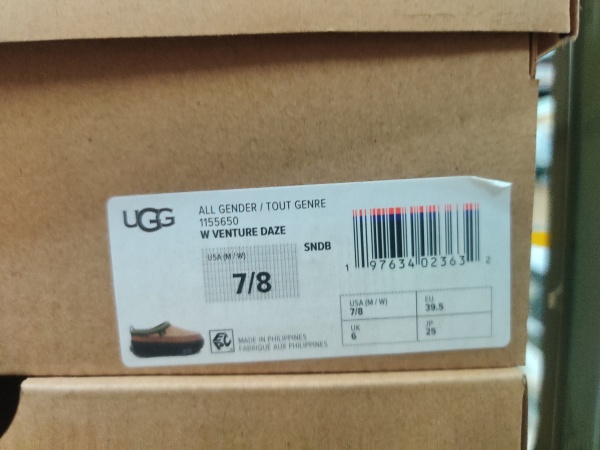 UGG
ALL GENDER / TOUT GENRE
1155650
W VENTURE DAZE
SNDB
USA (M / W)
7/8
1 97634 02363 2
USA (M / W)
7/8
EU
39.5
UK
6
JP
25
MADE IN PHILIPPINES
FABRIQUÉ AUX PHILIPPINES